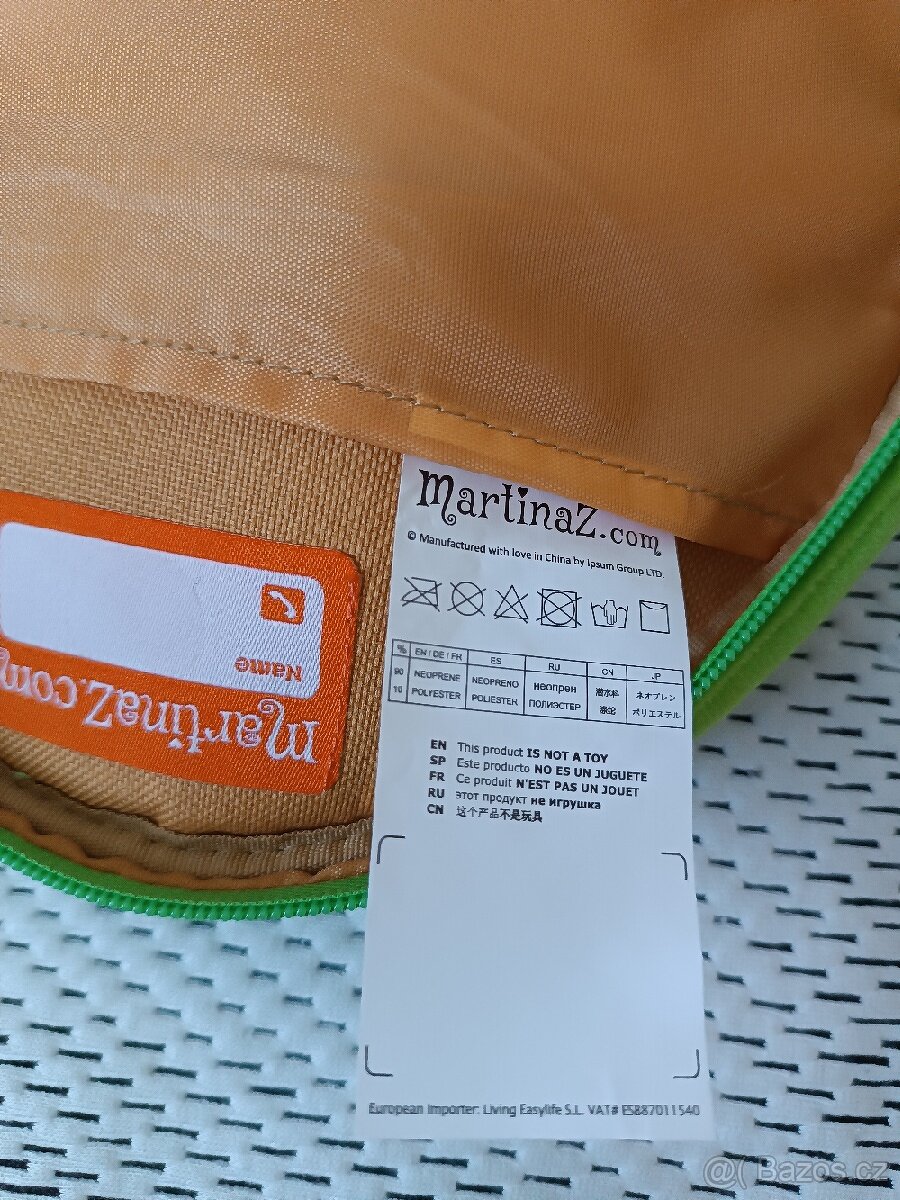 martinaZ.com
© Manufactured with love in China by Ipsum Group LTD.
% EN / DE / FR ES RU CN JP
90 NEOPRENE NEOPRENO неопрен 潜水料 ネオプレン
10 POLYESTER POLIESTER ПОЛИЭСТЕР ポリエステル
EN This product IS NOT A TOY
SP Este producto NO ES UN JUGUETE
FR Ce produit N'EST PAS UN JOUET
RU этот продукт не игрушка
CN 这个产品不是玩具
European Importer: Living Easylife S.L. VAT# ESB87011540
Name
martinaZ.com
@( Bazos.cz